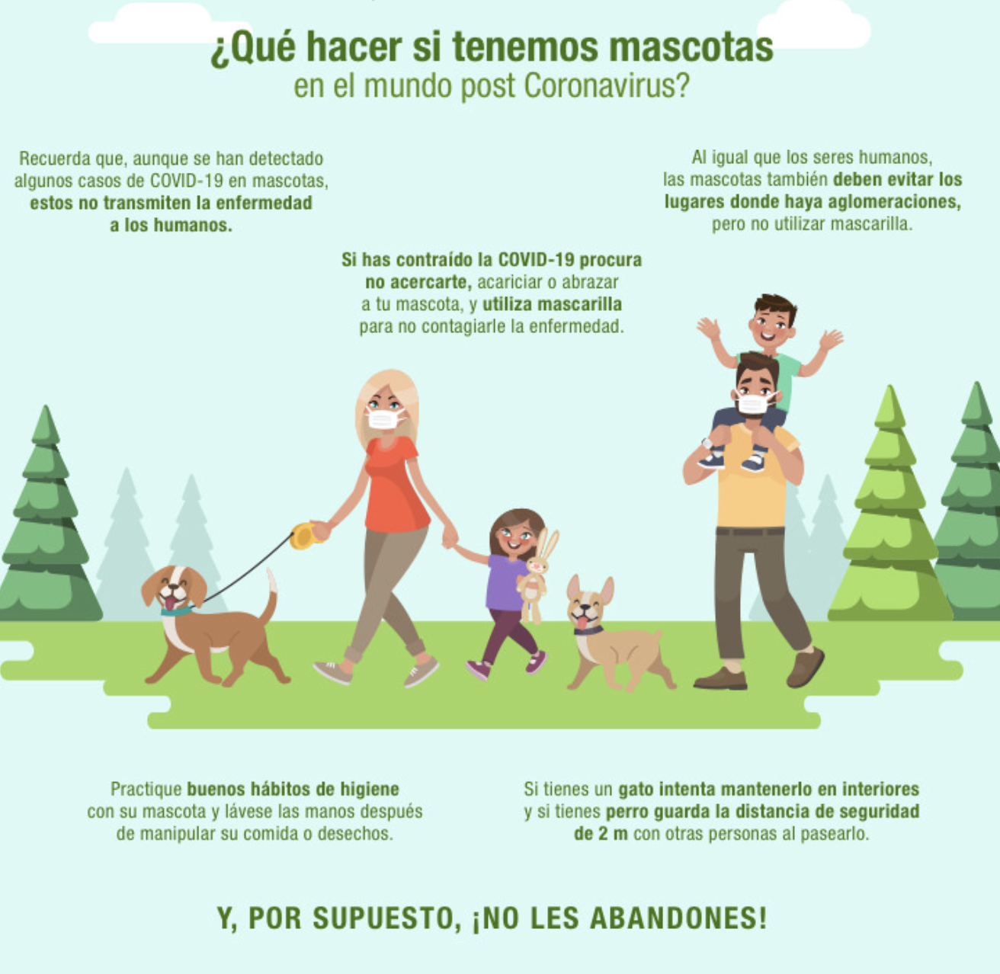 ¿Qué hacer si tenemos mascotas
en el mundo post Coronavirus?
Recuerda que, aunque se han detectado
algunos casos de COVID-19 en mascotas,
estos no transmiten la enfermedad
a los humanos.
Al igual que los seres humanos,
las mascotas también deben evitar los
lugares donde haya aglomeraciones,
pero no utilizar mascarilla.
Si has contraído la COVID-19 procura
no acercarte, acariciar o abrazar
a tu mascota, y utiliza mascarilla
para no contagiarle la enfermedad.
Practique buenos hábitos de higiene
con su mascota y lávese las manos después
de manipular su comida o desechos.
Si tienes un gato intenta mantenerlo en interiores
y si tienes perro guarda la distancia de seguridad
de 2 m con otras personas al pasearlo.
Y, POR SUPUESTO, ¡NO LES ABANDONES!